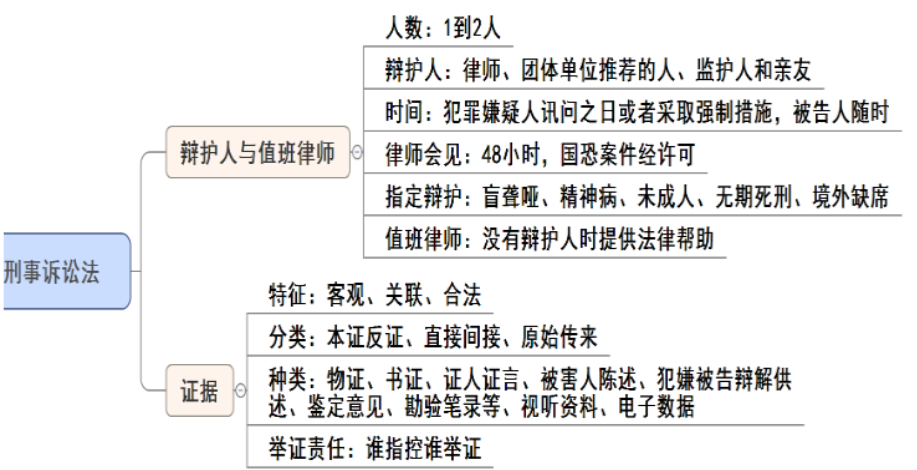 刑事诉讼法
辩护人与值班律师
人数：1到2人
辩护人：律师、团体单位推荐的人、监护人和亲友
时间：犯罪嫌疑人讯问之日或者采取强制措施，被告人随时
律师会见：48小时，国恐案件经许可
指定辩护：盲聋哑、精神病、未成人、无期死刑、境外缺席
值班律师：没有辩护人时提供法律帮助
证据
特征：客观、关联、合法
分类：本证反证、直接间接、原始传来
种类：物证、书证、证人证言、被害人陈述、犯嫌被告辩解供
述、鉴定意见、勘验笔录等、视听资料、电子数据
举证责任：谁指控谁举证